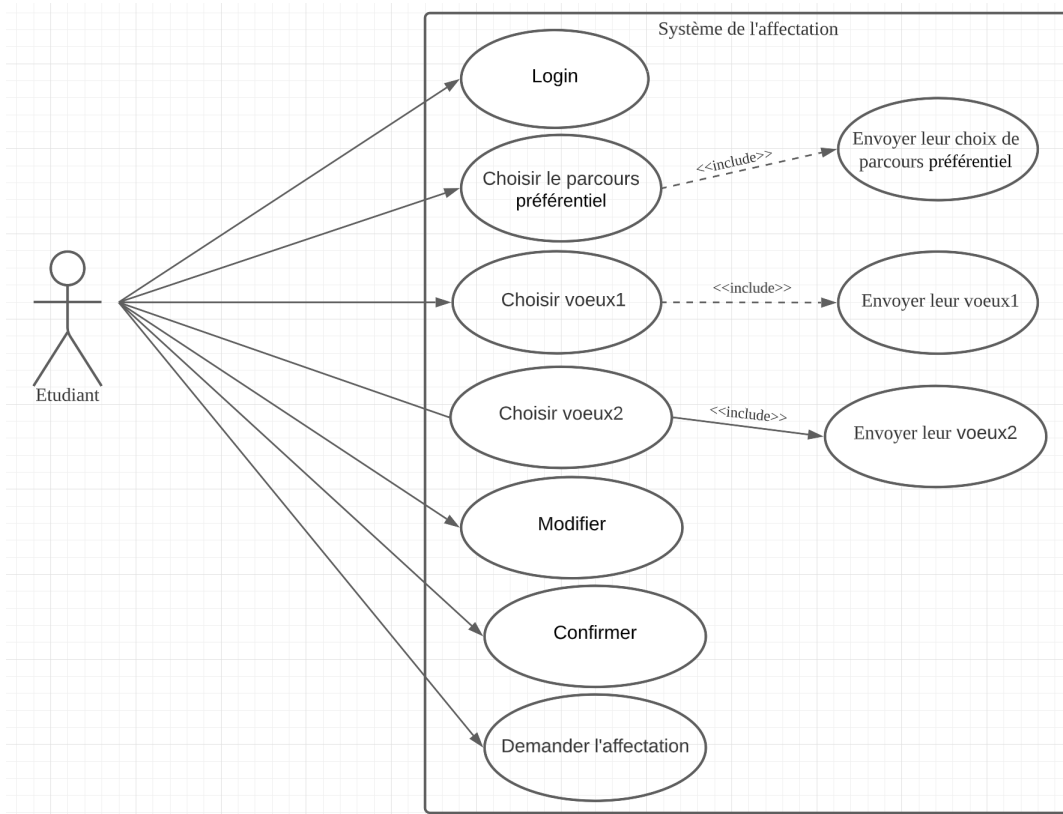 Système de l'affectation
Login
Envoyer leur choix de
parcours préférentiel
<<include>>
Choisir le parcours
préférentiel
Choisir voeux1
<<include>>
Envoyer leur voeux1
Etudiant
Choisir voeux2
<<include>>
Envoyer leur voeux2
Modifier
Confirmer
Demander l'affectation